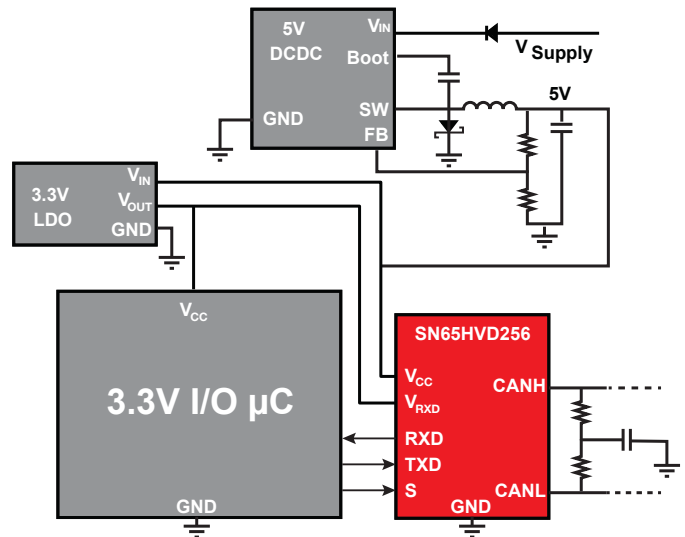 5V
DCDC
VIN
Boot
SW
FB
GND
VSupply
5V
3.3V
LDO
VIN
VOUT
GND
VCC
3.3V I/O µC
GND
SN65HVD256
VCC
VRXD
RXD
TXD
S
GND
CANH
CANL